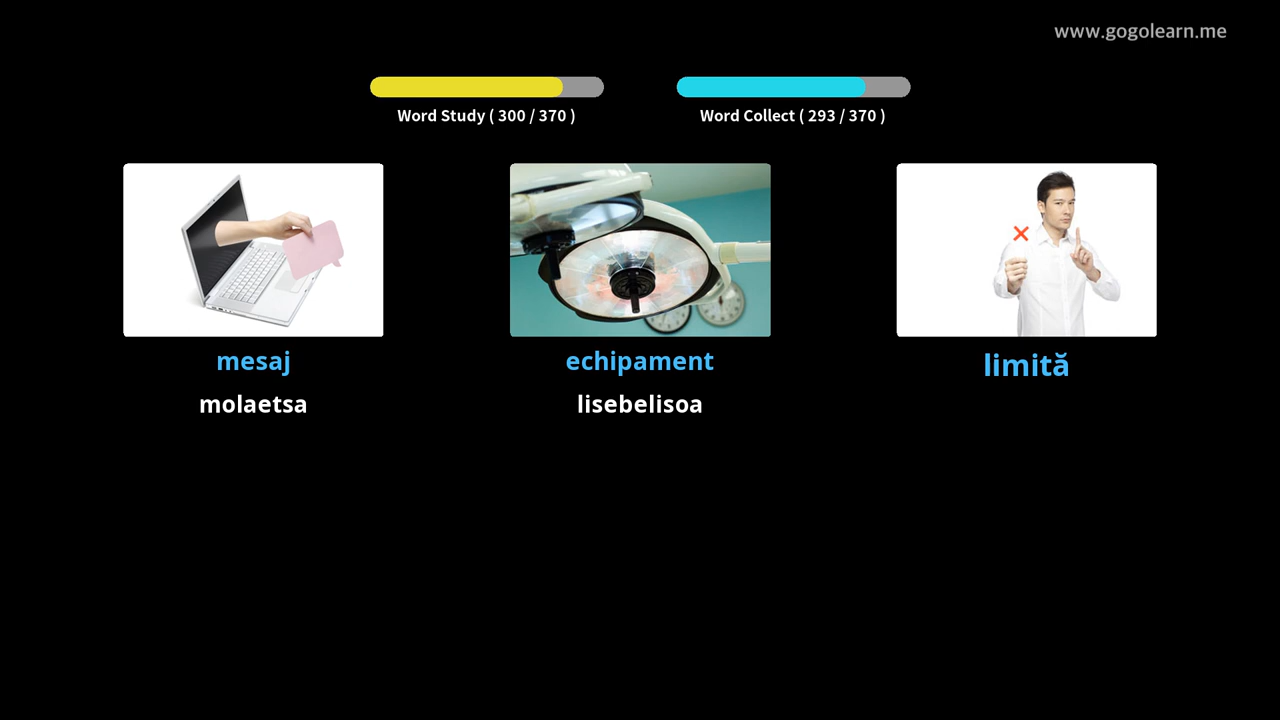 www.gogolearn.me
Word Study ( 300 / 370 )
Word Collect ( 293 / 370 )
mesaj
echipament
limită
molaetsa
lisebelisoa